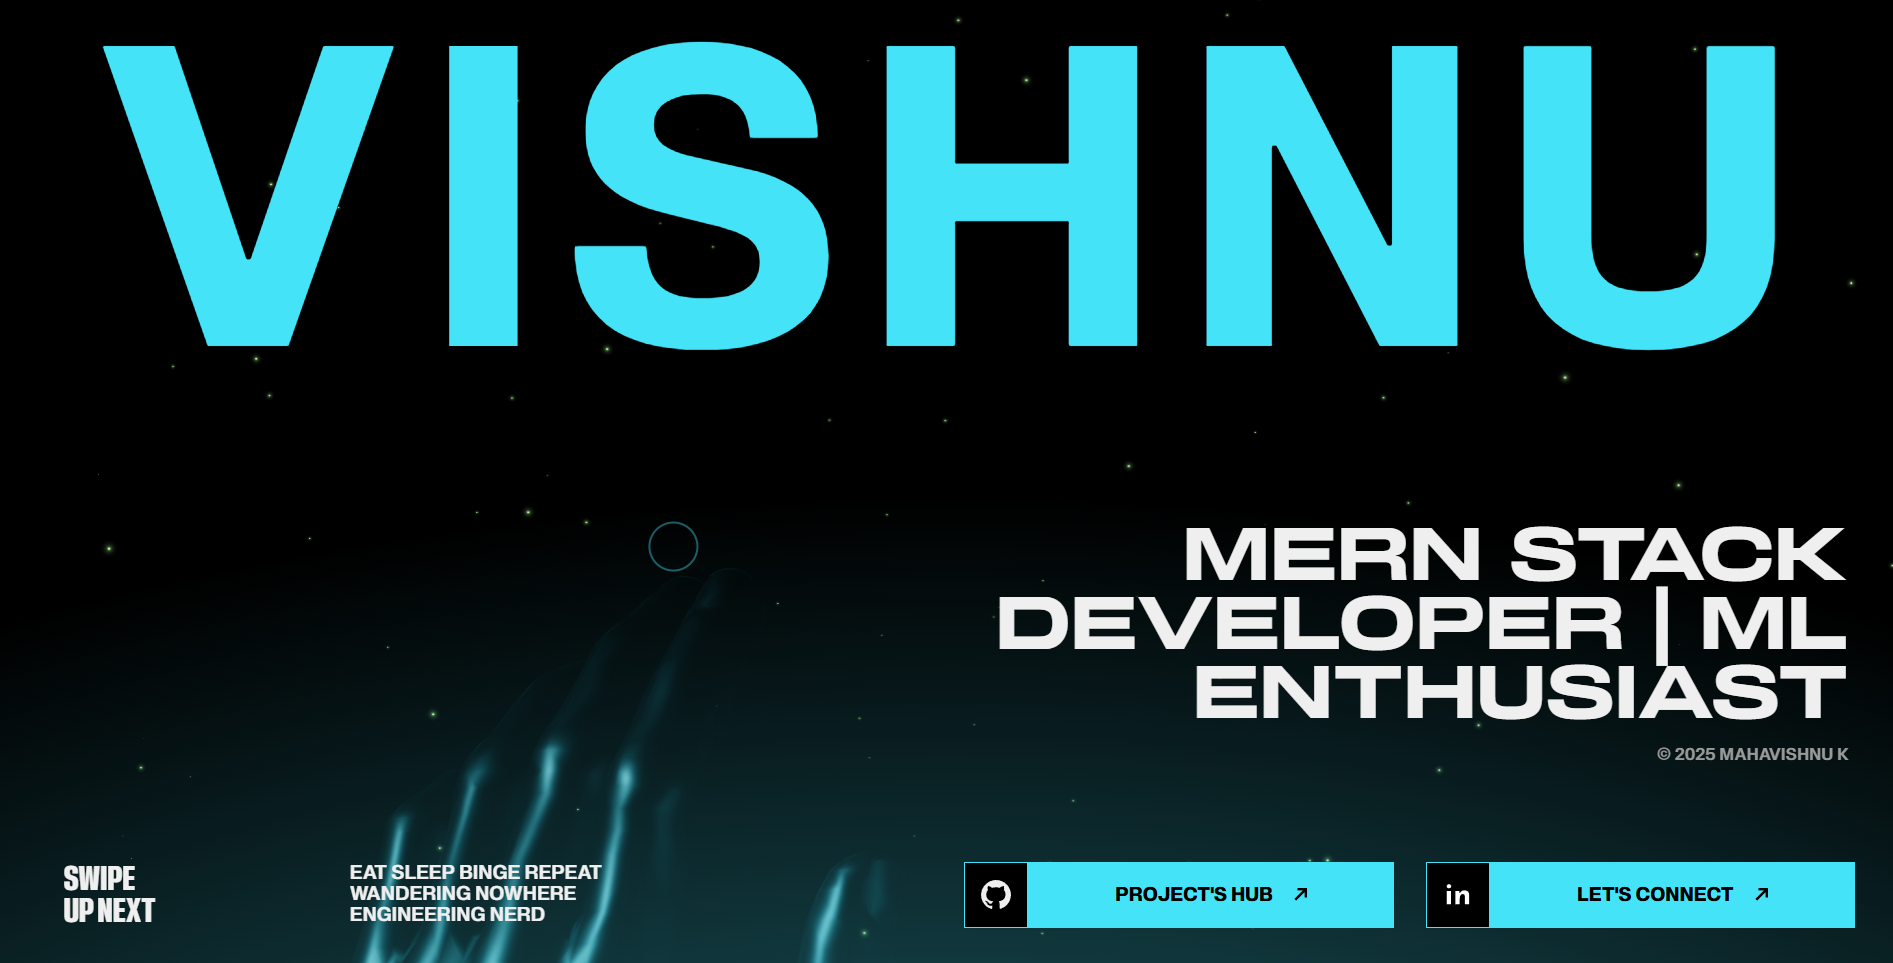 VISHNU
MERN STACK
DEVELOPER | ML
ENTHUSIAST
© 2025 MAHAVISHNU K
SWIPE
UP NEXT
EAT SLEEP BINGE REPEAT
WANDERING NOWHERE
ENGINEERING NERD
PROJECT'S HUB
in
LET'S CONNECT